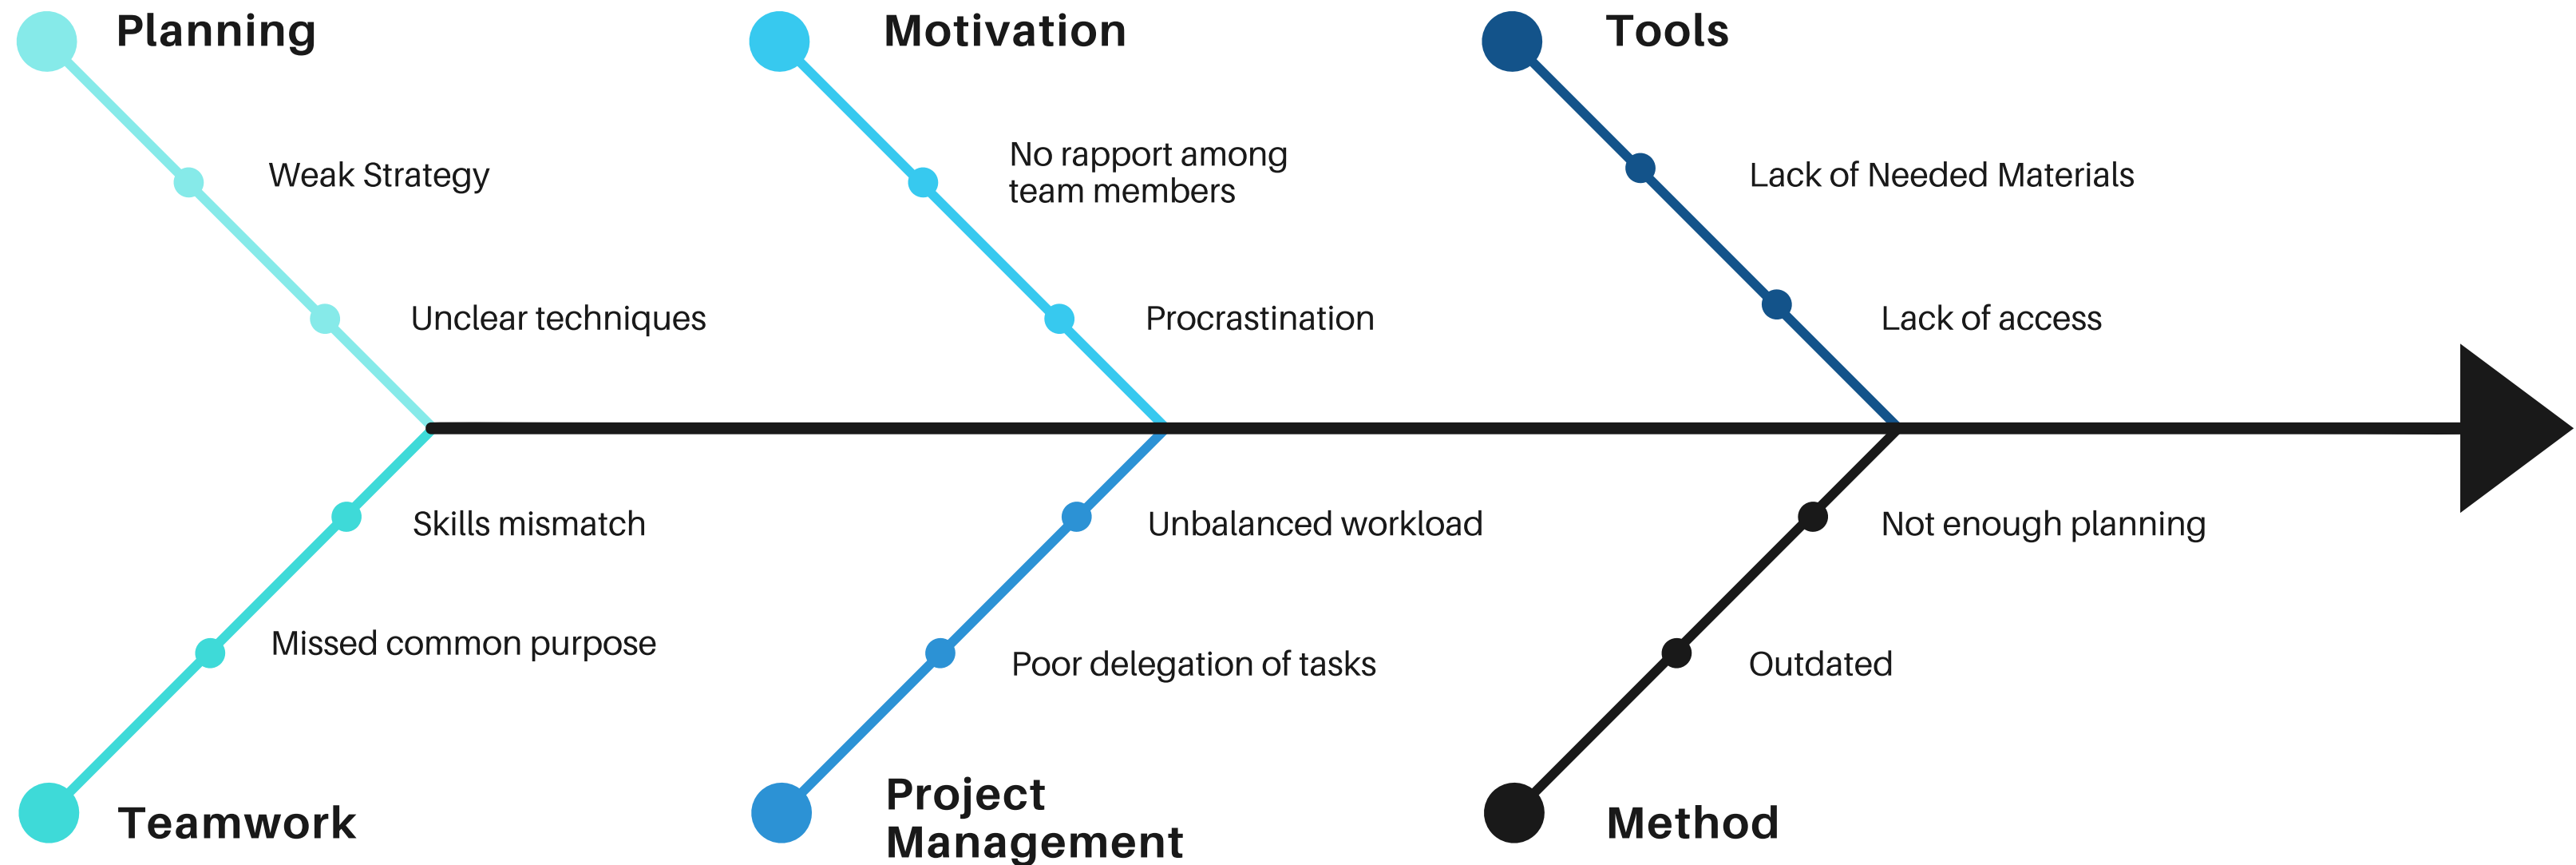 Planning
Motivation
Tools
Weak Strategy
No rapport among
team members
Lack of Needed Materials
Unclear techniques
Procrastination
Lack of access
Skills mismatch
Unbalanced workload
Not enough planning
Missed common purpose
Poor delegation of tasks
Outdated
Teamwork
Project
Management
Method